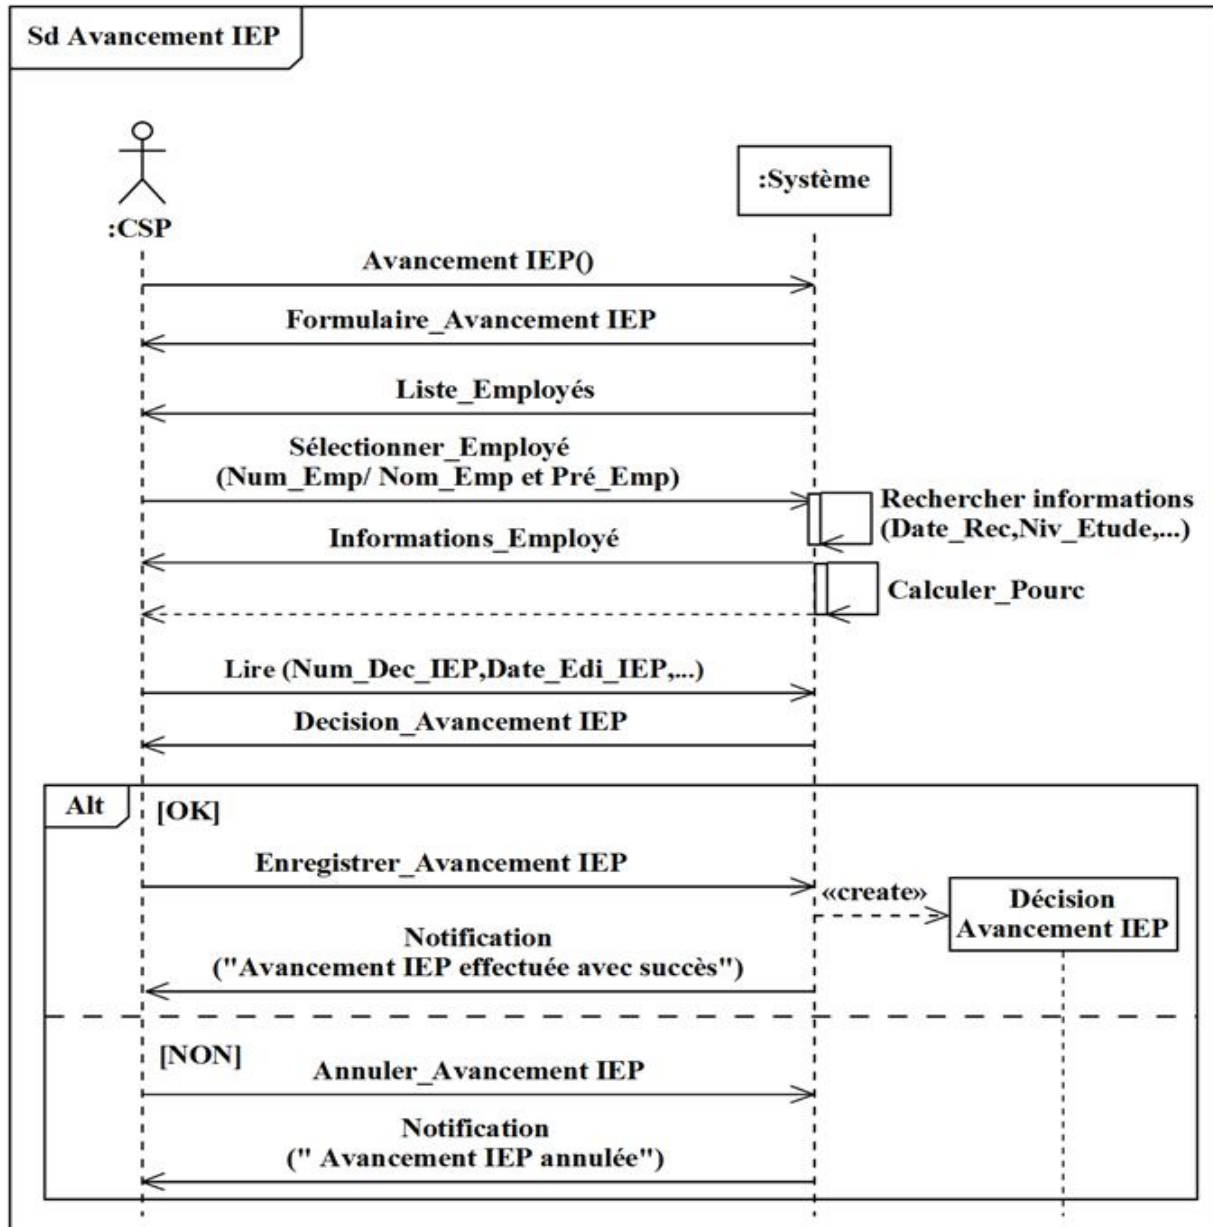 Sd Avancement IEP
:CSP
:Système
Avancement IEP()
Formulaire_Avancement IEP
Liste_Employés
Sélectionner_Employé
(Num_Emp/ Nom_Emp et Pré_Emp)
Rechercher informations
(Date_Rec,Niv_Etude,...)
Informations_Employé
Calculer_Pourc
Lire (Num_Dec_IEP,Date_Edi_IEP,...)
Decision_Avancement IEP
Alt
[OK]
Enregistrer_Avancement IEP
«create»
Décision
Avancement IEP
Notification
("Avancement IEP effectuée avec succès")
[NON]
Annuler_Avancement IEP
Notification
(" Avancement IEP annulée")